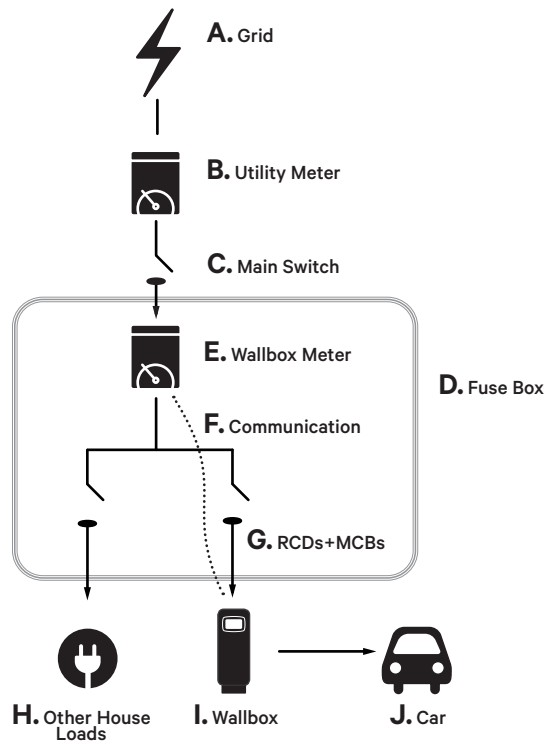 A. Grid
B. Utility Meter
C. Main Switch
E. Wallbox Meter
D. Fuse Box
F. Communication
G. RCDs+MCBs
H. Other House
Loads
I. Wallbox
J. Car